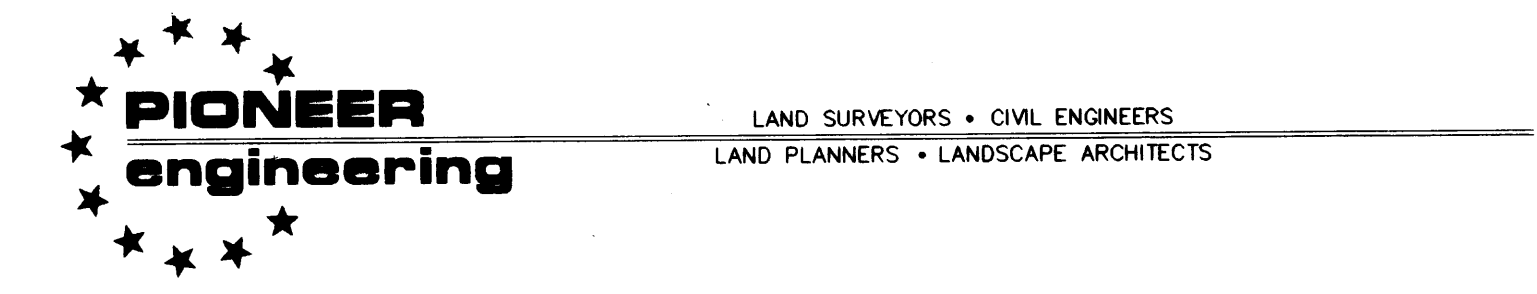 PIONEER
engineering
LAND SURVEYORS • CIVIL ENGINEERS
LAND PLANNERS • LANDSCAPE ARCHITECTS